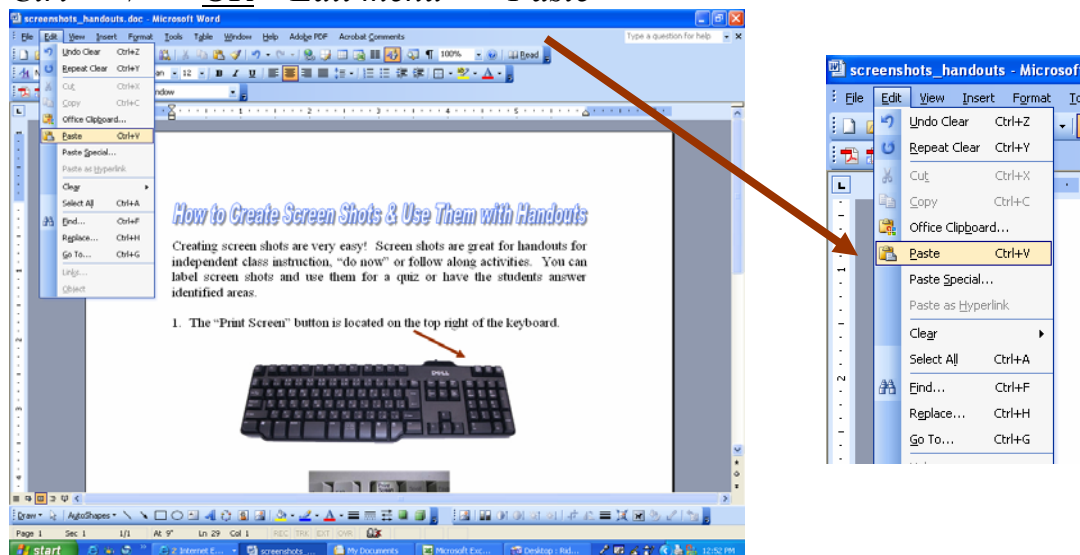 screenshots_handouts.doc - Microsoft Word
File Edit View Insert Format Tools Table Window Help Adobe PDF Acrobat Comments
Type a question for help
100% Read
12 B I U
Undo Clear Ctrl+Z
Repeat Clear Ctrl+Y
Cut Ctrl+X
Copy Ctrl+C
Office Clipboard...
Paste Ctrl+V
Paste Special...
Paste as Hyperlink
Clear
Select All Ctrl+A
Find... Ctrl+F
Replace... Ctrl+H
Go To... Ctrl+G
Links...
Object
How to Create Screen Shots & Use Them with Handouts
Creating screen shots are very easy! Screen shots are great for handouts for
independent class instruction, “do now” or follow along activities. You can
label screen shots and use them for a quiz or have the students answer
identified areas.
1. The “Print Screen” button is located on the top right of the keyboard.
DELL
Draw AutoShapes
Page 1 Sec 1 1/1 At 9" Ln 29 Col 1 REC TRK EXT OVR
start 2 Internet E... screenshots ... My Documents Microsoft Exc... Desktop : Rid... 12:52 PM
screenshots_handouts - Microsoft
File Edit View Insert Format
Undo Clear Ctrl+Z
Repeat Clear Ctrl+Y
Cut Ctrl+X
Copy Ctrl+C
Office Clipboard...
Paste Ctrl+V
Paste Special...
Paste as Hyperlink
Clear
Select All Ctrl+A
Find... Ctrl+F
Replace... Ctrl+H
Go To... Ctrl+G